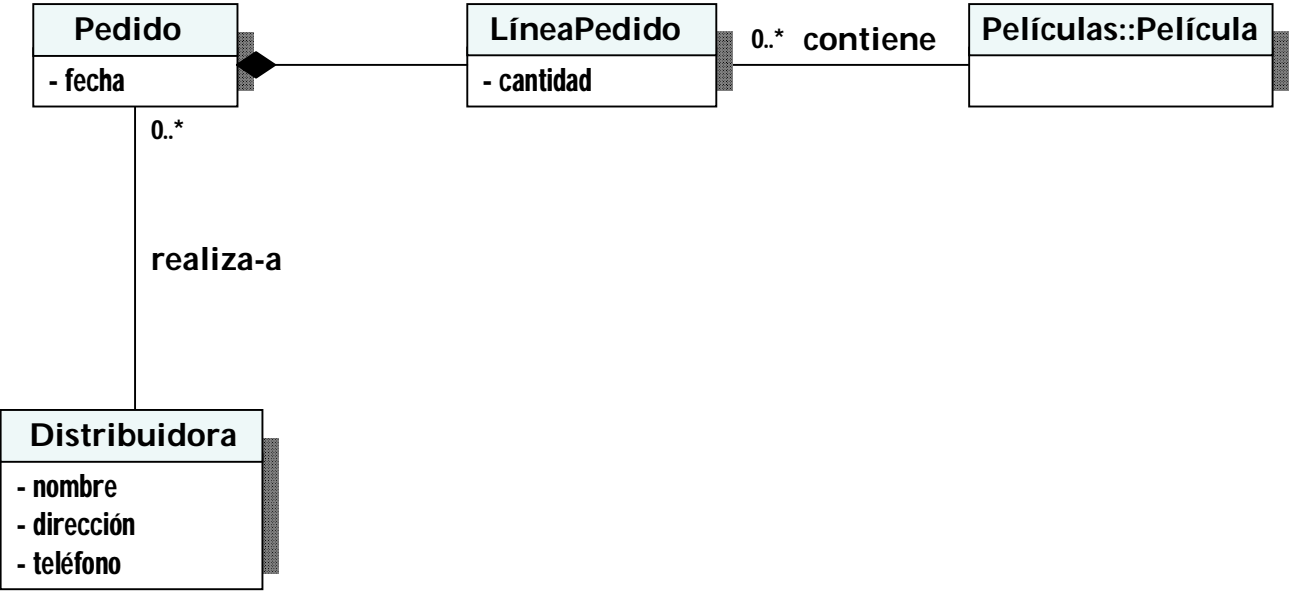 Pedido
- fecha
LíneaPedido
- cantidad
0..* contiene
Películas::Película
0..*
realiza-a
Distribuidora
- nombre
- dirección
- teléfono